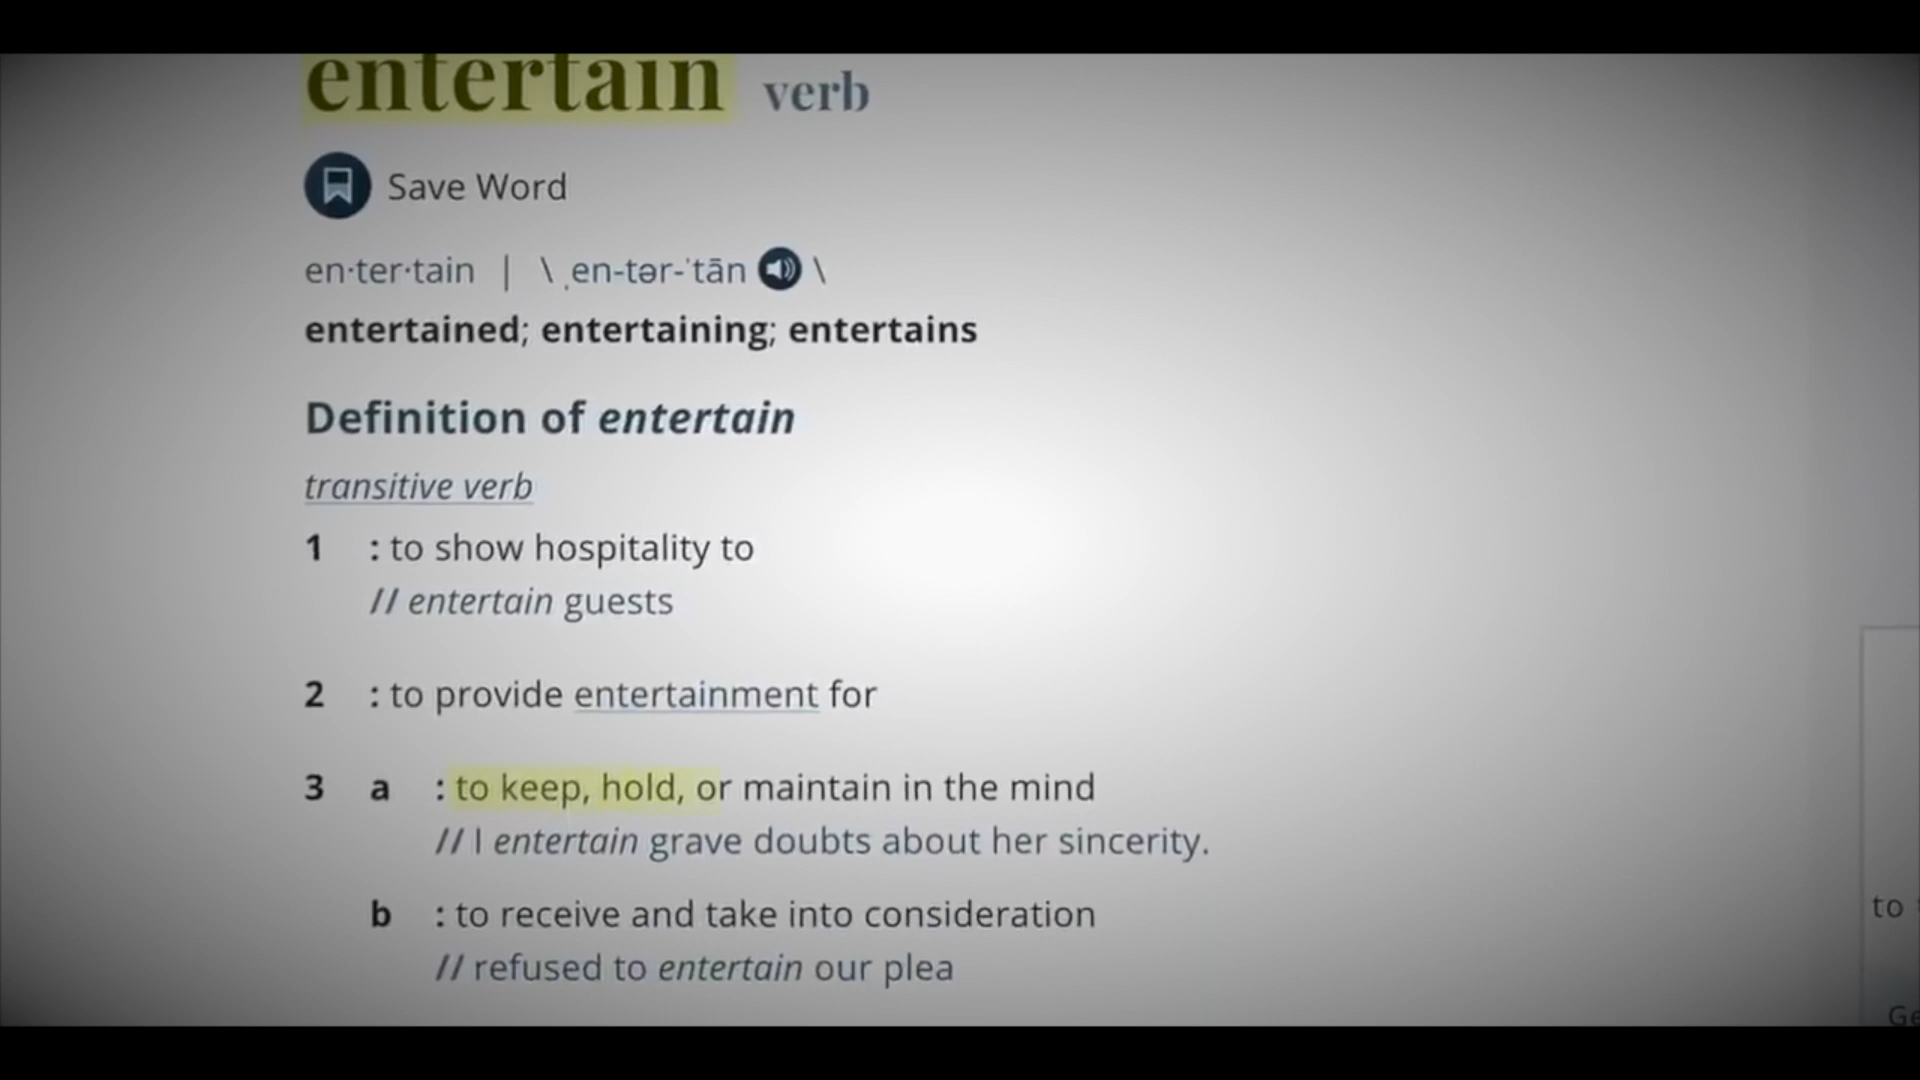 entertain verb
Save Word
en·ter·tain | \ ˌen-tər-ˈtān \
entertained; entertaining; entertains
Definition of entertain
transitive verb
1 : to show hospitality to
// entertain guests
2 : to provide entertainment for
3 a : to keep, hold, or maintain in the mind
// I entertain grave doubts about her sincerity.
b : to receive and take into consideration
to
// refused to entertain our plea